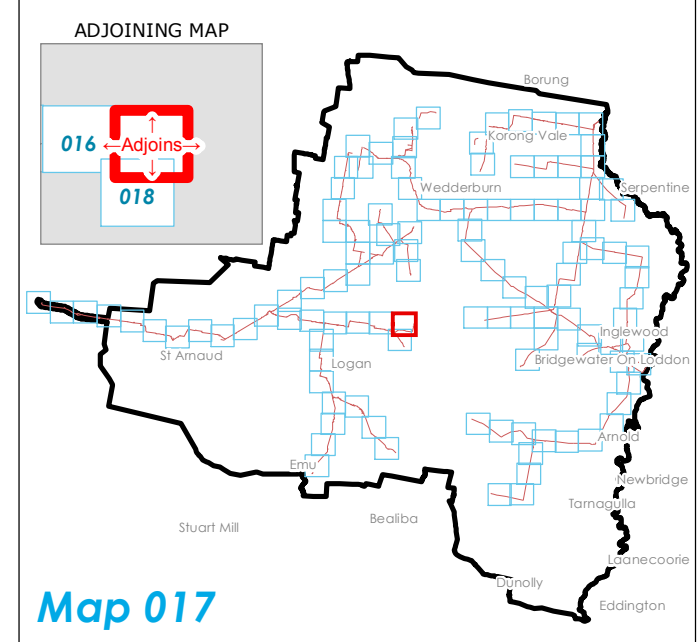 ADJOINING MAP
016
←Adjoins→
018
Borung
Korong Vale
Wedderburn
Serpentine
Inglewood
St Arnaud
Logan
Bridgewater On Loddon
Arnold
Emu
Newbridge
Tarnagulla
Stuart Mill
Bealiba
Laanecoorie
Dunolly
Eddington
Map 017